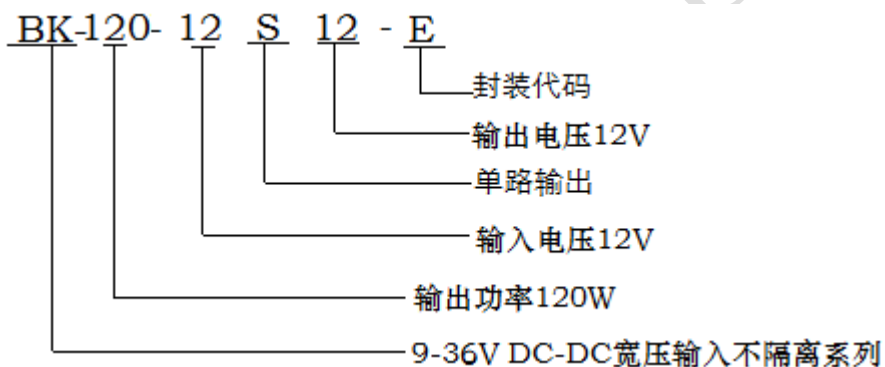 BK-120- 12 S 12 - E
封装代码
输出电压12V
单路输出
输入电压12V
输出功率120W
9-36V DC-DC宽压输入不隔离系列